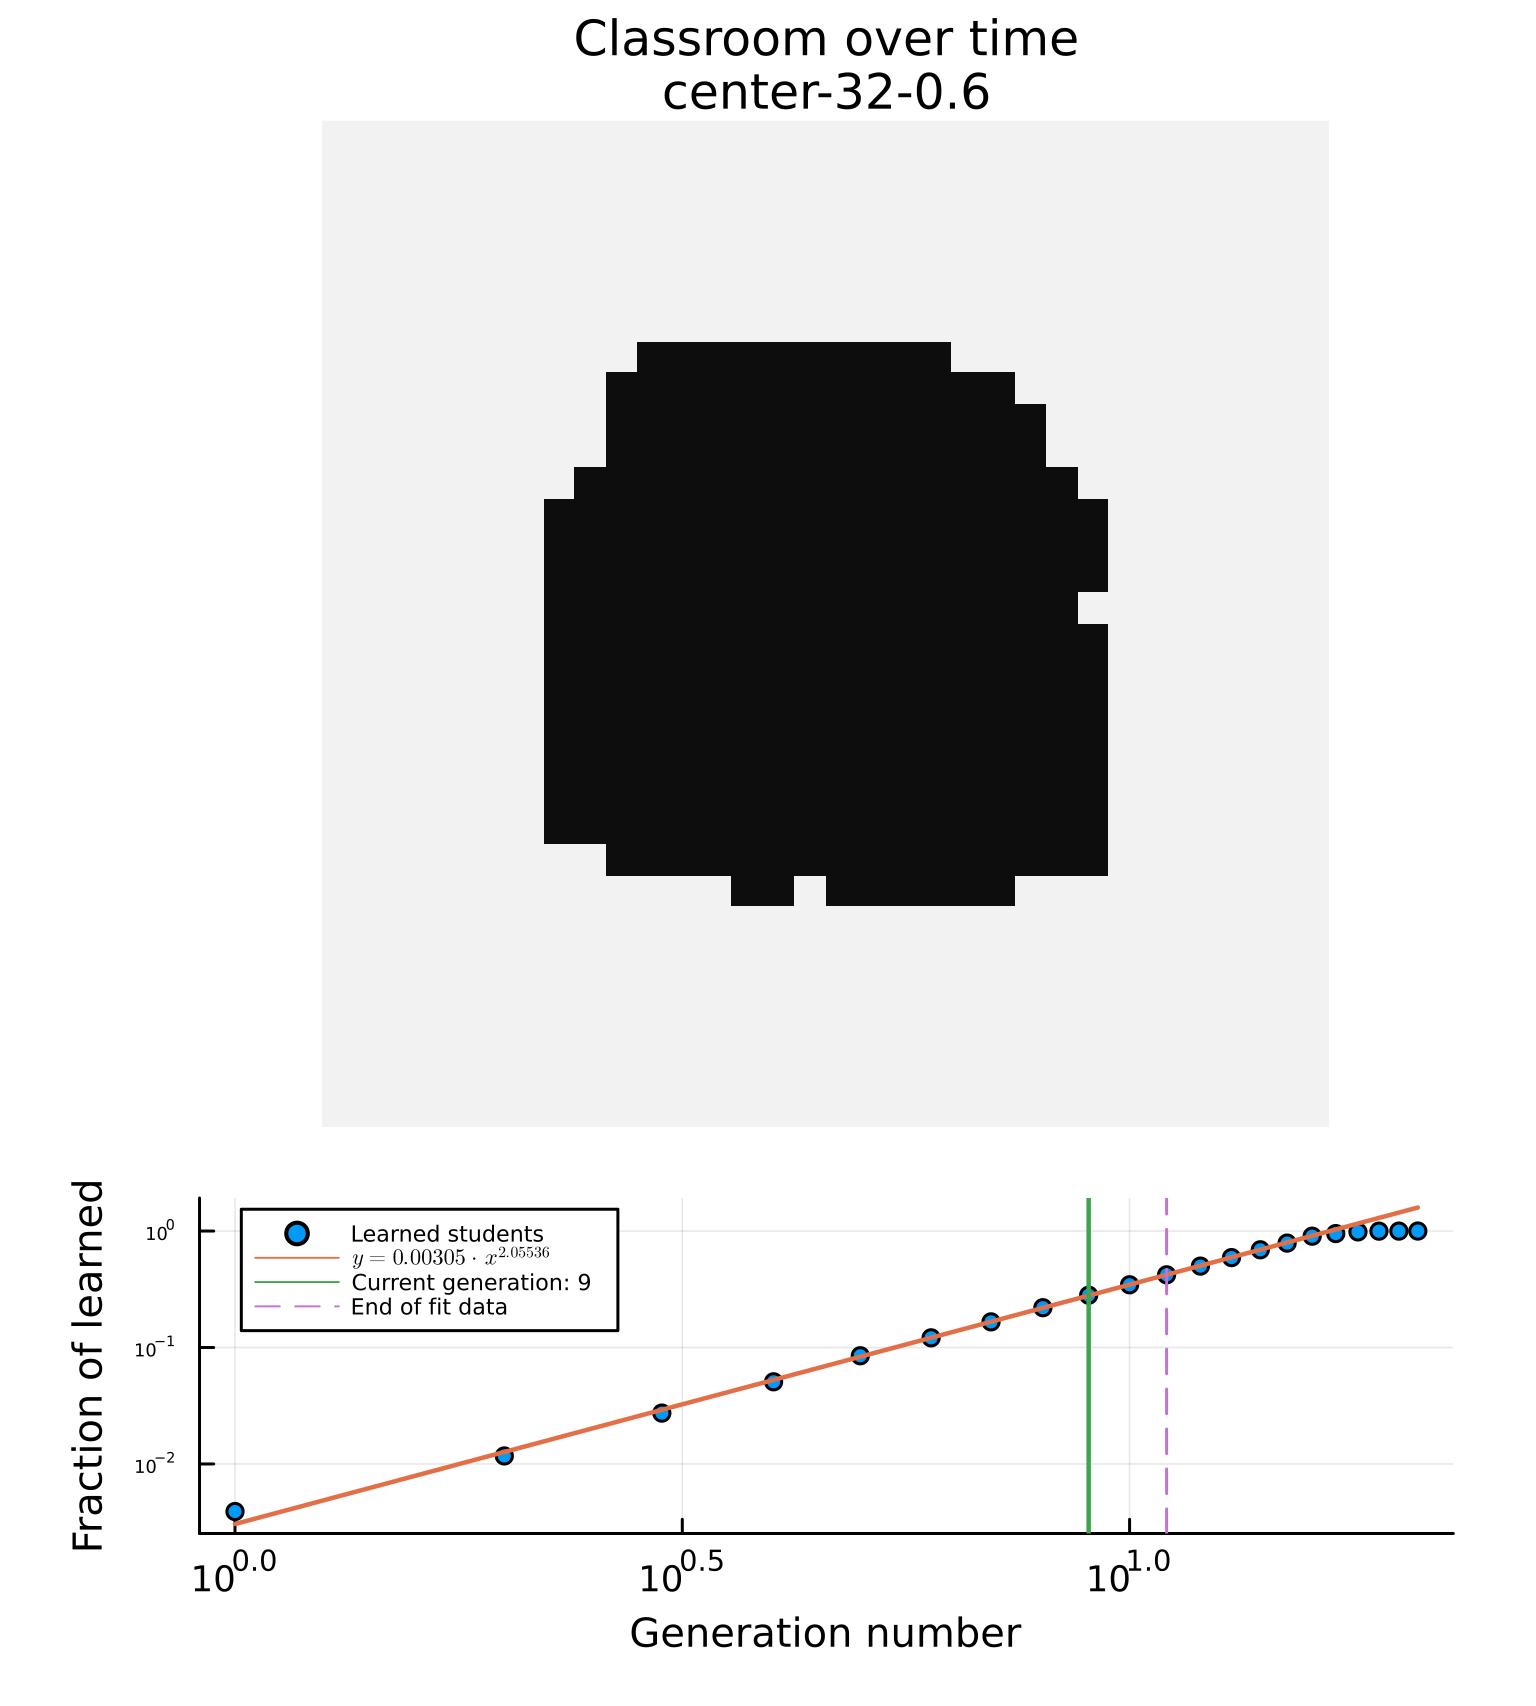 Classroom over time
center-32-0.6
Fraction of learned
10^0
10^−1
10^−2
Learned students
y = 0.00305 · x^2.05536
Current generation: 9
End of fit data
10^0.0
10^0.5
10^1.0
Generation number